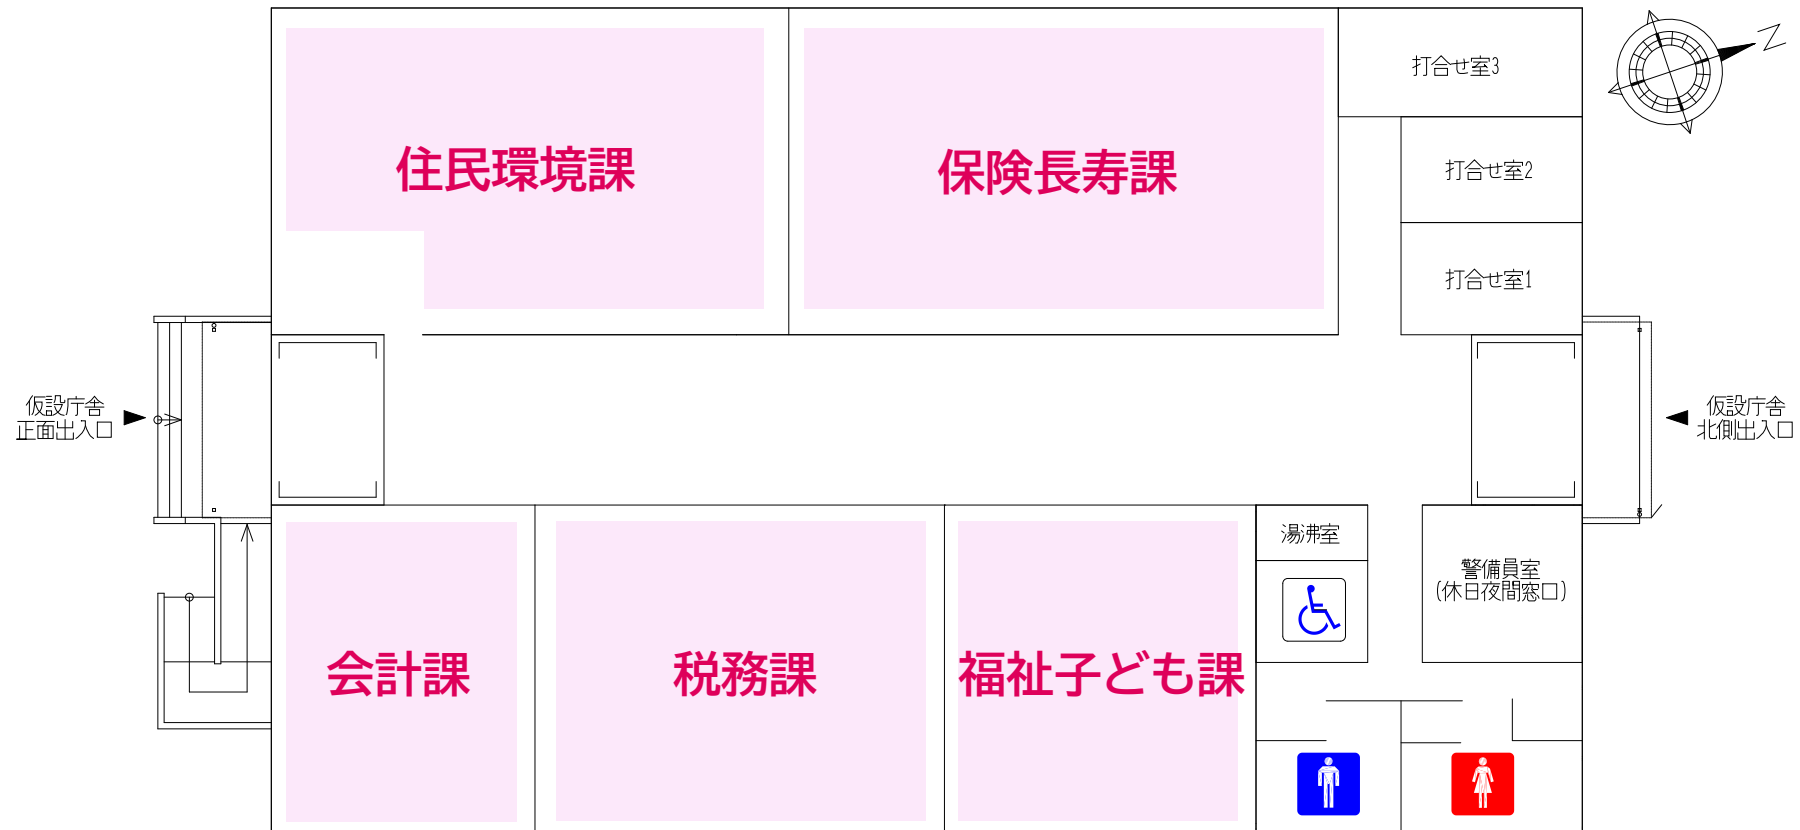 打合せ室3
Z
住民環境課
保険長寿課
打合せ室2
打合せ室1
仮設庁舎
正面出入口
仮設庁舎
北側出入口
湯沸室
警備員室
(休日夜間窓口)
会計課
税務課
福祉子ども課